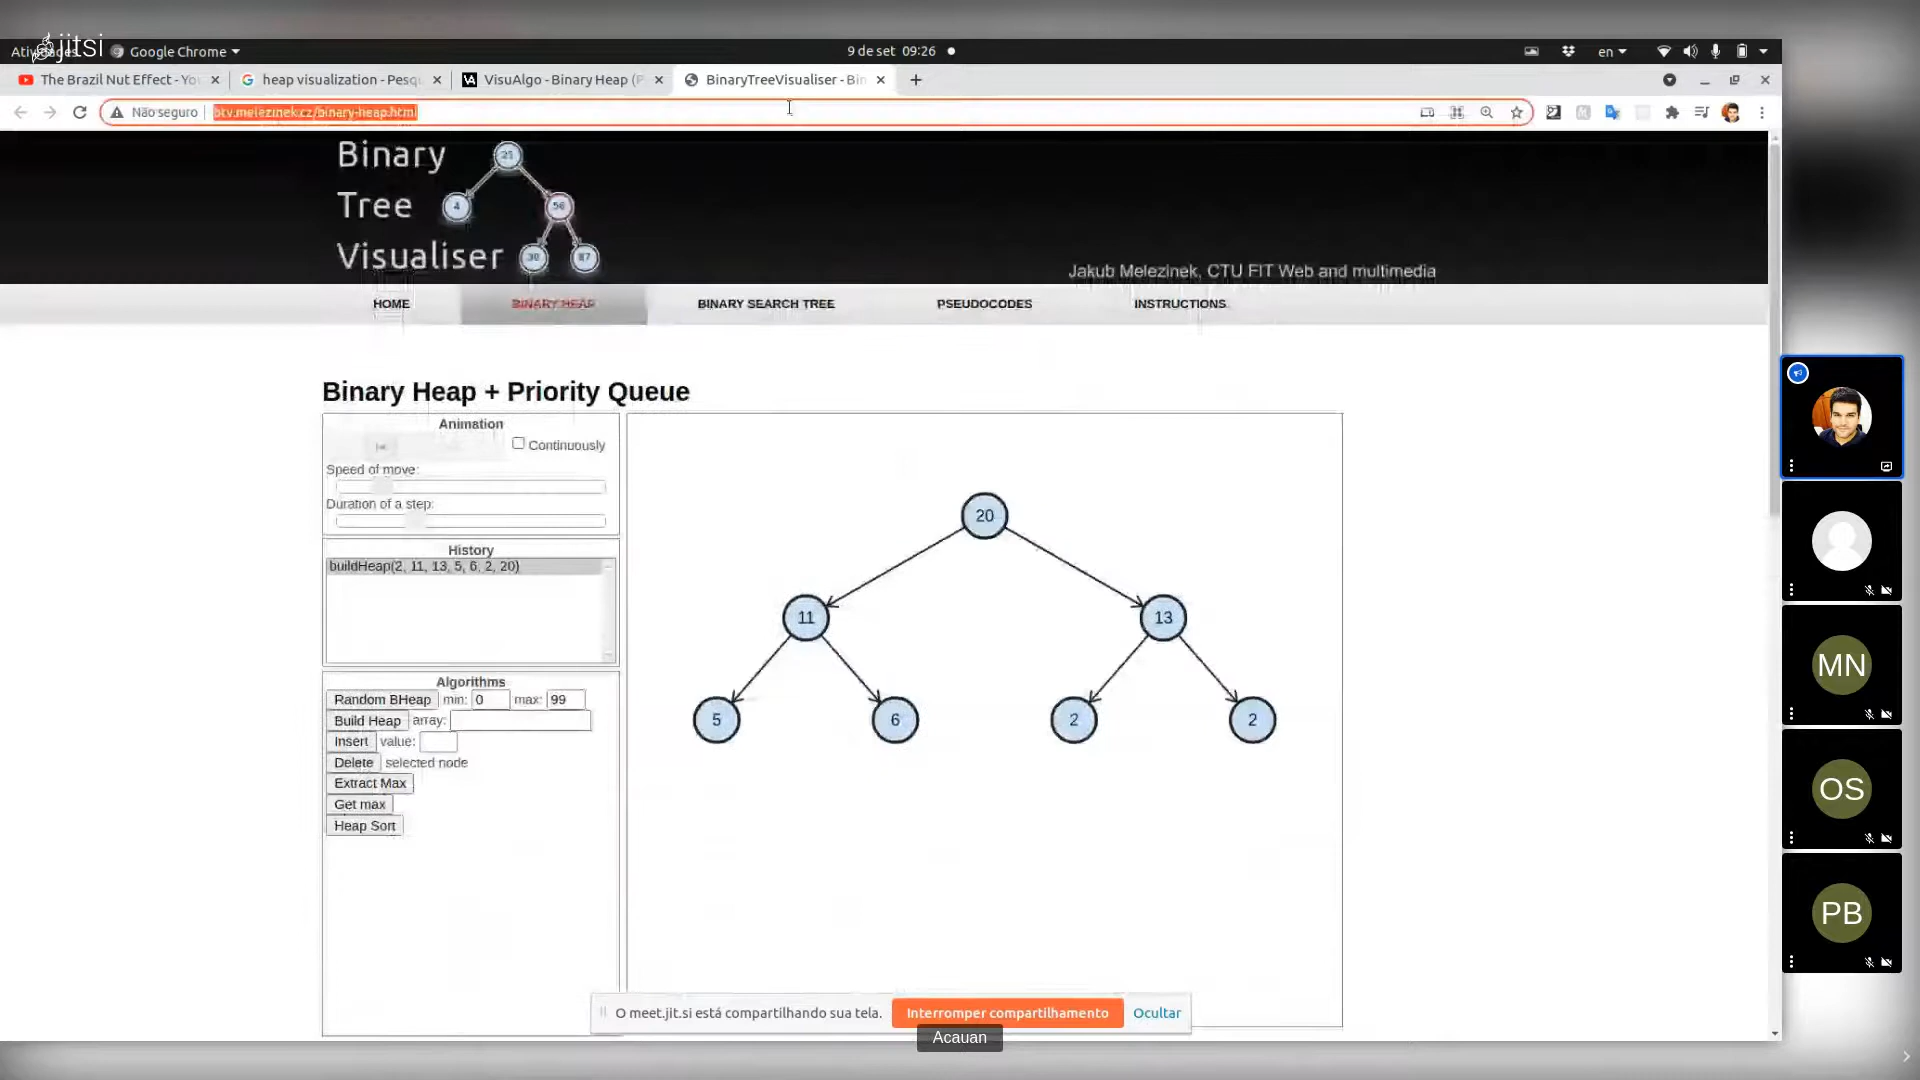 jitsi
Google Chrome
9 de set 09:26
en
The Brazil Nut Effect - Yo
heap visualization - Pesq
VisuAlgo - Binary Heap (P
BinaryTreeVisualiser - Bin
Não seguro
btv.melezinek.cz/binary-heap.html
Binary
Tree
Visualiser
25
4
56
30
87
Jakub Melezinek, CTU FIT Web and multimedia
HOME
BINARY HEAP
BINARY SEARCH TREE
PSEUDOCODES
INSTRUCTIONS
Binary Heap + Priority Queue
Animation
Continuously
Speed of move:
Duration of a step:
History
buildHeap(2, 11, 13, 5, 6, 2, 20)
Algorithms
Random BHeap min: 0 max: 99
Build Heap array:
Insert value:
Delete selected node
Extract Max
Get max
Heap Sort
20
11
13
5
6
2
2
MN
OS
PB
O meet.jit.si está compartilhando sua tela.
Interromper compartilhamento
Ocultar
Acauan